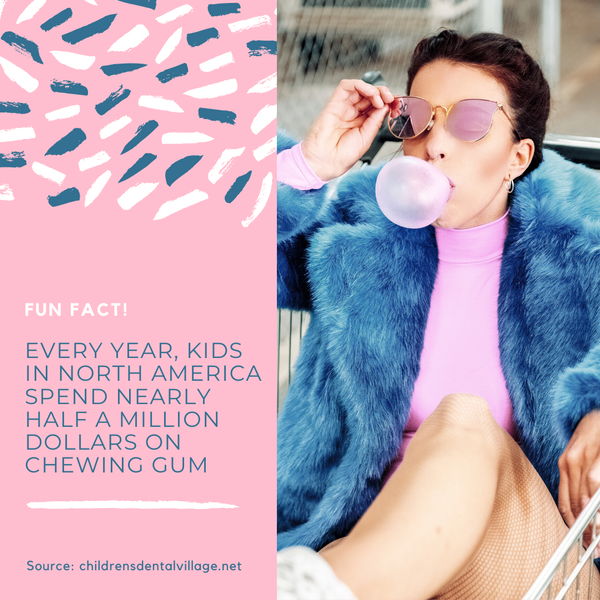 FUN FACT!
EVERY YEAR, KIDS
IN NORTH AMERICA
SPEND NEARLY
HALF A MILLION
DOLLARS ON
CHEWING GUM
Source: childrensdentalvillage.net